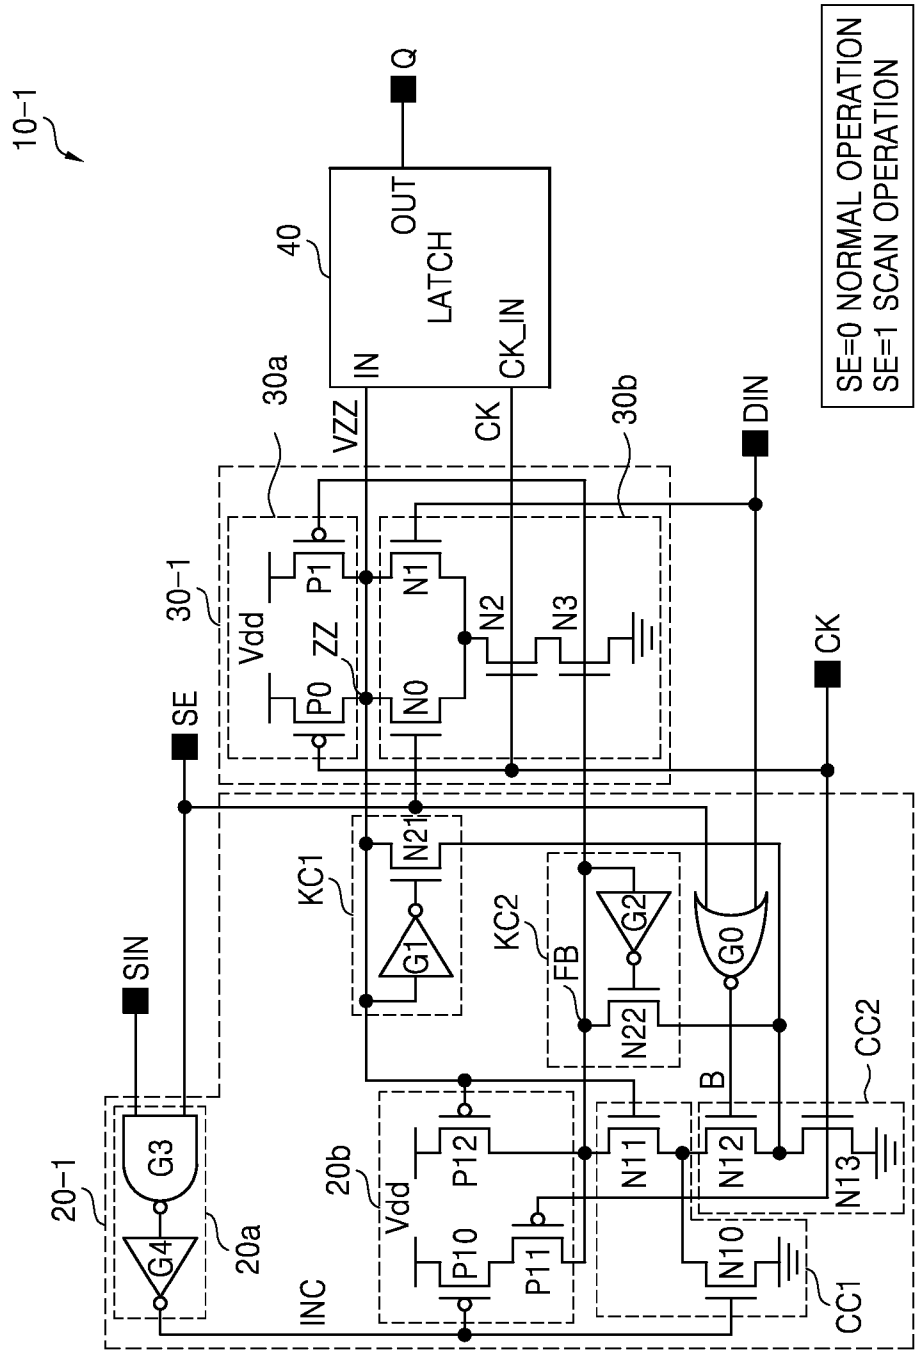 10-1
20-1
20a
G4
G3
SIN
SE
INC
20b
Vdd
P10
P11
P12
KC1
G1
N21
30-1
30a
Vdd
P0
P1
ZZ
N0
N1
N2
N3
30b
VZZ
CK
40
IN
OUT
LATCH
CK_IN
Q
KC2
FB
G2
N22
G0
B
CC2
N11
N12
N13
N10
CC1
DIN
CK
SE=0 NORMAL OPERATION
SE=1 SCAN OPERATION